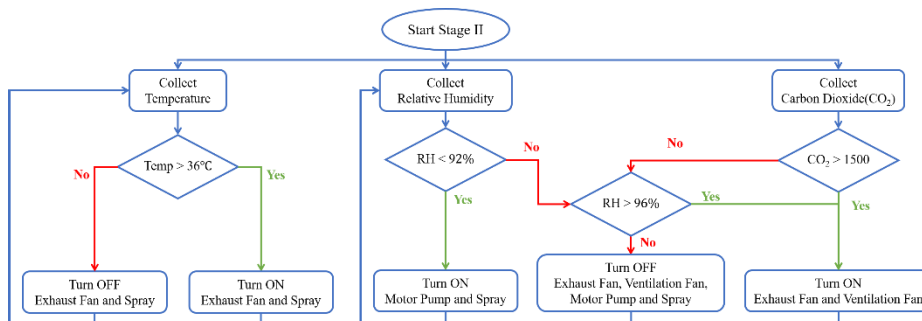 Start Stage II
Collect
Temperature
Collect
Relative Humidity
Collect
Carbon Dioxide(CO₂)
Temp > 36℃
RH < 92%
CO₂ > 1500
No
Yes
No
No
RH > 96%
Yes
Yes
Yes
No
Turn OFF
Exhaust Fan and Spray
Turn ON
Exhaust Fan and Spray
Turn ON
Motor Pump and Spray
Turn OFF
Exhaust Fan, Ventilation Fan,
Motor Pump and Spray
Turn ON
Exhaust Fan and Ventilation Fan